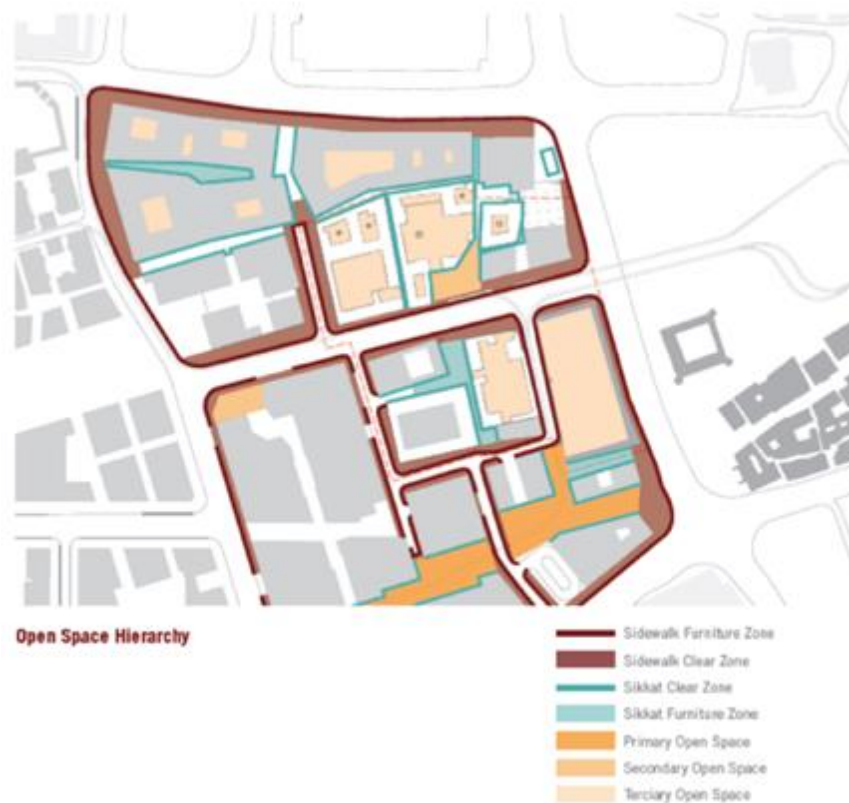 Open Space Hierarchy
Sidewalk Furniture Zone
Sidewalk Clear Zone
Sikkat Clear Zone
Sikkat Furniture Zone
Primary Open Space
Secondary Open Space
Terciary Open Space